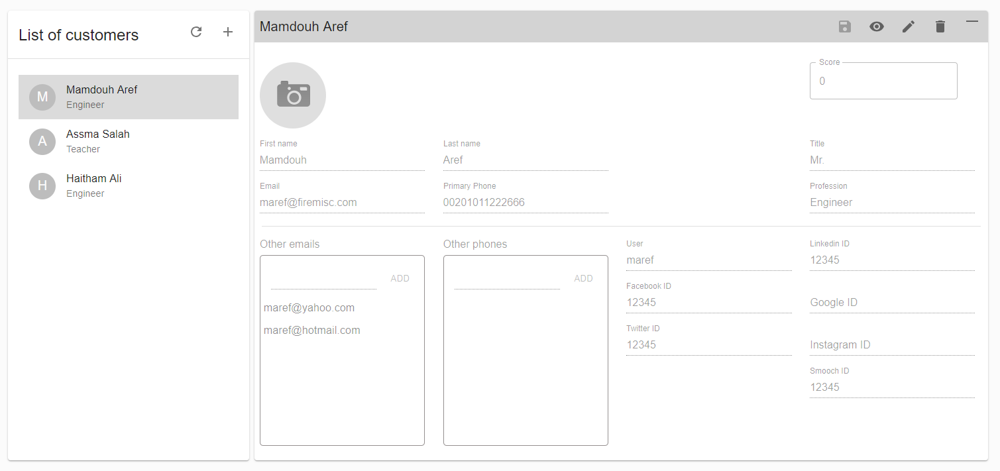 List of customers
M
Mamdouh Aref
Engineer
A
Assma Salah
Teacher
H
Haitham Ali
Engineer
Mamdouh Aref
Score
0
First name
Mamdouh
Last name
Aref
Title
Mr.
Email
maref@firemisc.com
Primary Phone
00201011222666
Profession
Engineer
Other emails
ADD
maref@yahoo.com
maref@hotmail.com
Other phones
ADD
User
maref
Linkedin ID
12345
Facebook ID
12345
Google ID
Twitter ID
12345
Instagram ID
Smooch ID
12345